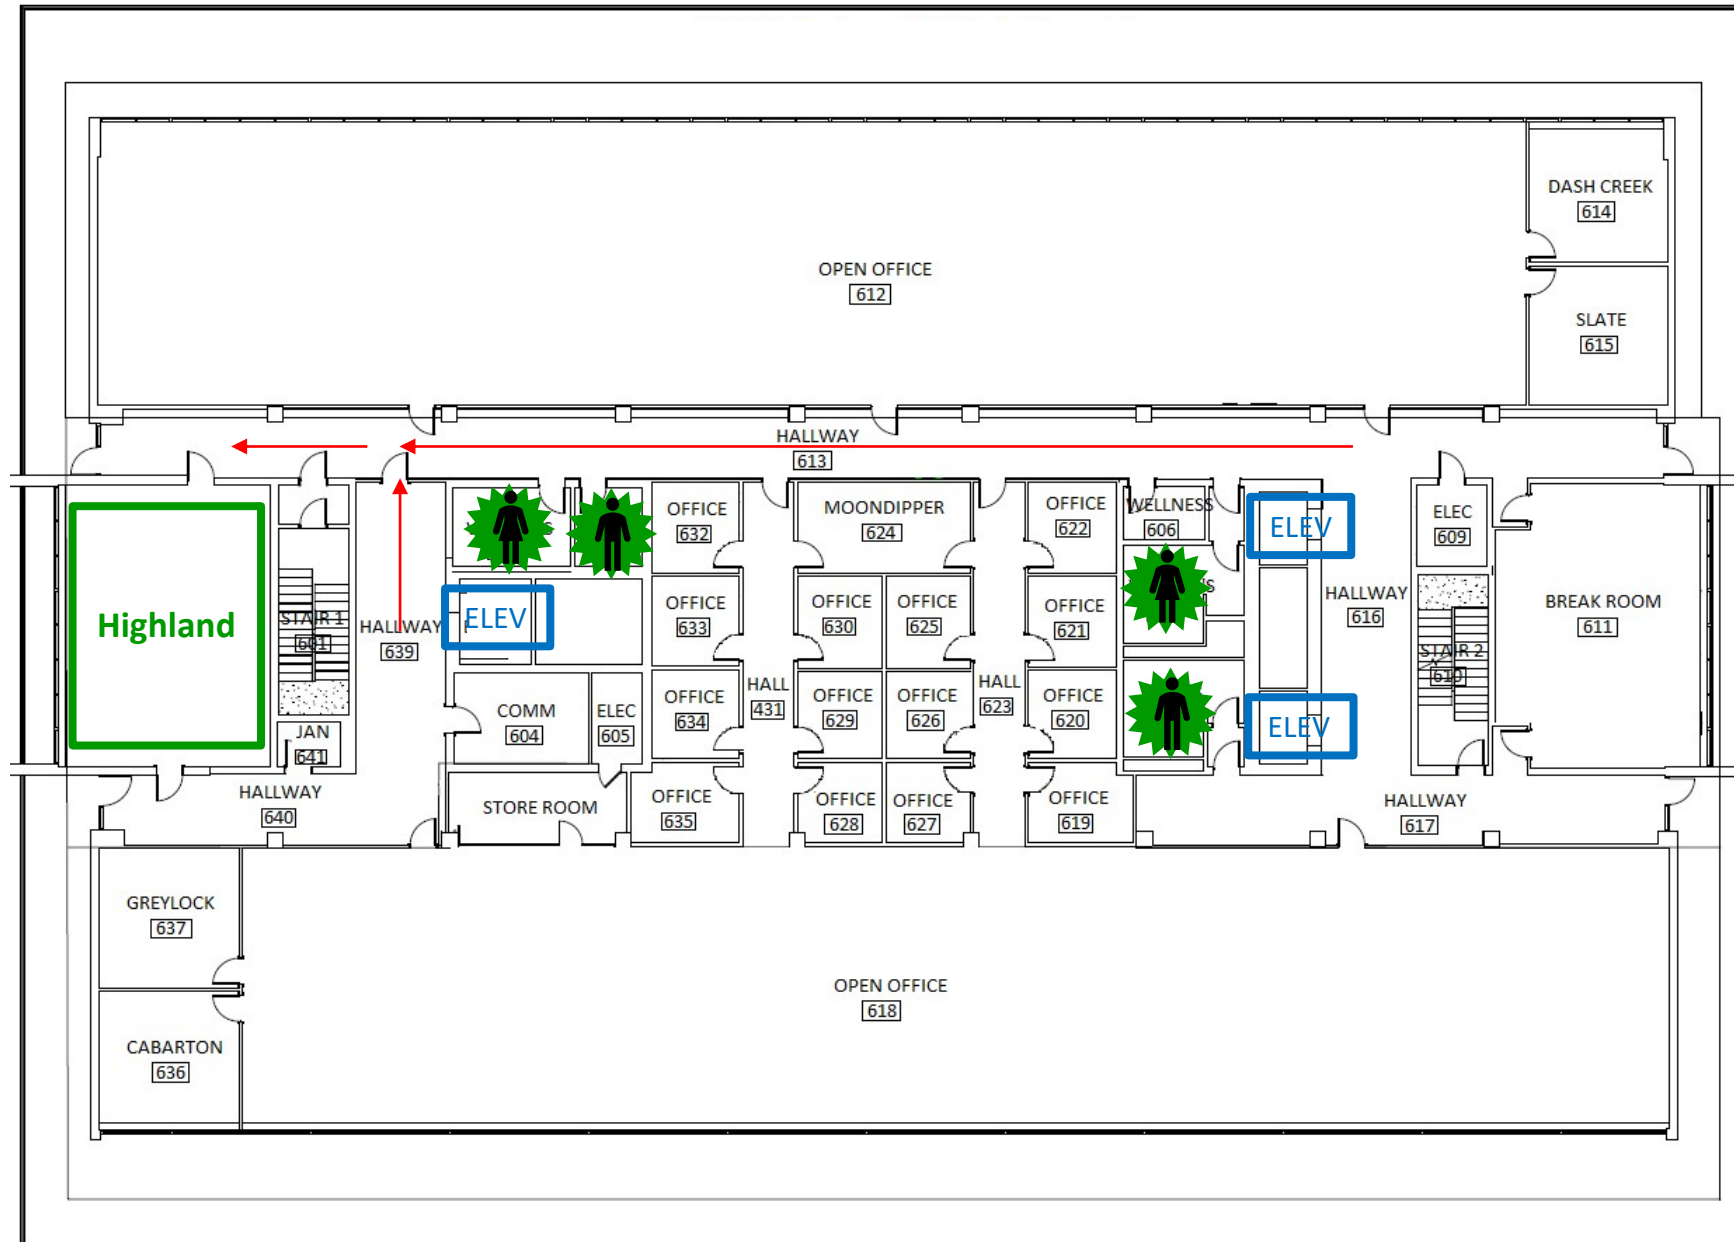 DASH CREEK
614
OPEN OFFICE
612
SLATE
615
HALLWAY
613
OFFICE
632
MOONDIPPER
624
OFFICE
622
WELLNESS
606
ELEV
ELEC
609
Highland
STAIR 1
601
HALLWAY
639
ELEV
OFFICE
633
OFFICE
630
OFFICE
625
OFFICE
621
HALLWAY
616
BREAK ROOM
611
STAIR 2
610
JAN
641
COMM
604
ELEC
605
OFFICE
634
HALL
431
OFFICE
629
OFFICE
626
HALL
623
OFFICE
620
ELEV
HALLWAY
640
STORE ROOM
OFFICE
635
OFFICE
628
OFFICE
627
OFFICE
619
HALLWAY
617
GREYLOCK
637
OPEN OFFICE
618
CABARTON
636